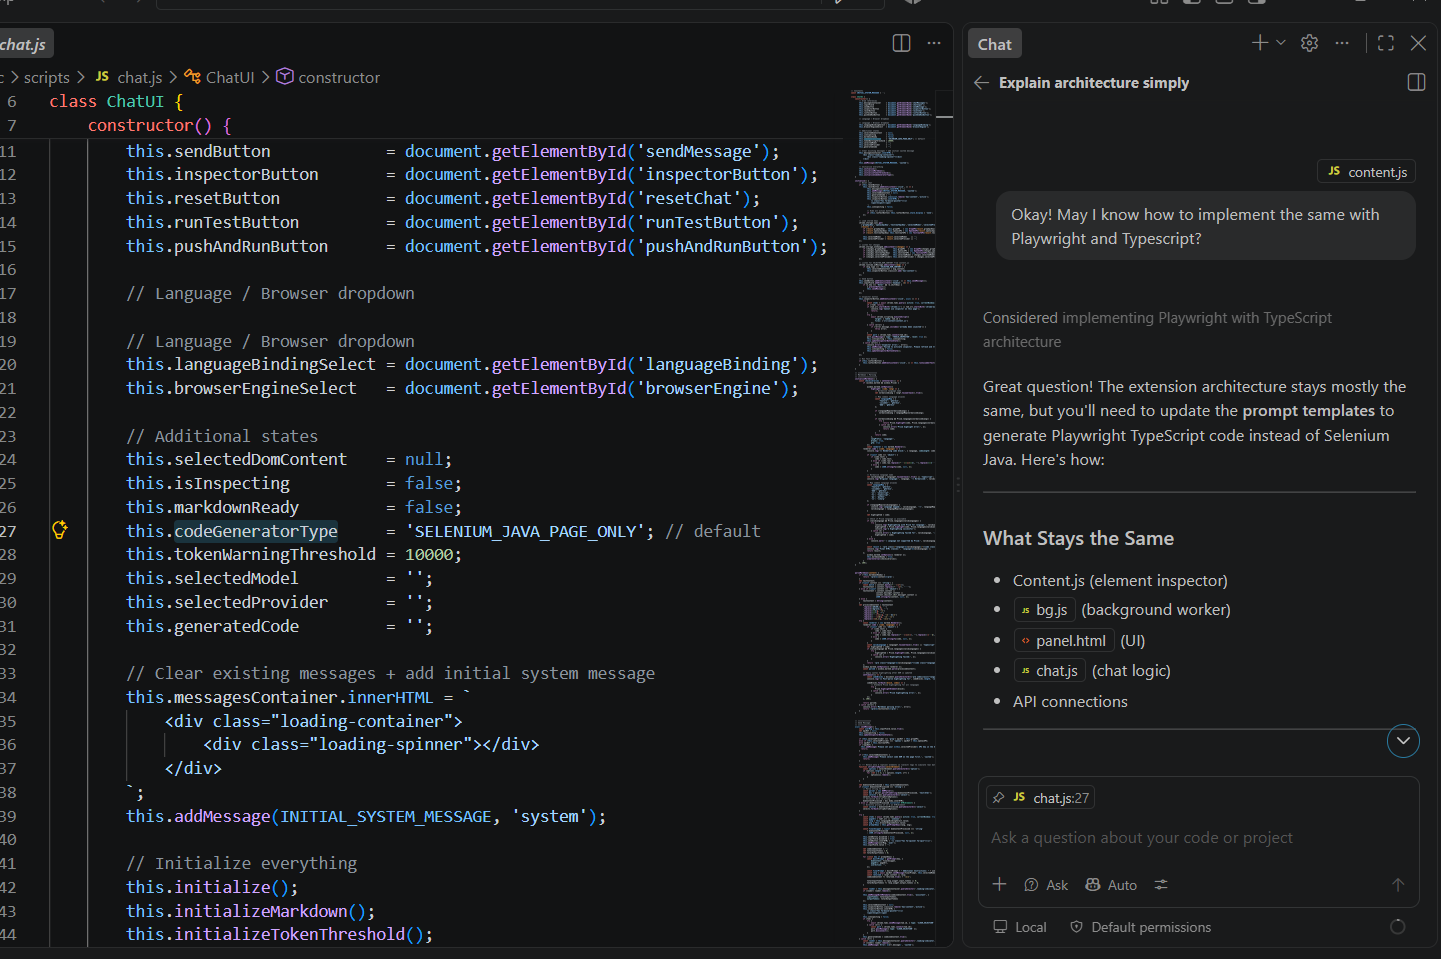 chat.js
c > scripts > JS chat.js > ChatUI > constructor
6 class ChatUI {
7 constructor() {
11 this.sendButton = document.getElementById('sendMessage');
12 this.inspectorButton = document.getElementById('inspectorButton');
13 this.resetButton = document.getElementById('resetChat');
14 this.runTestButton = document.getElementById('runTestButton');
15 this.pushAndRunButton = document.getElementById('pushAndRunButton');
16
17 // Language / Browser dropdown
18
19 // Language / Browser dropdown
20 this.languageBindingSelect = document.getElementById('languageBinding');
21 this.browserEngineSelect = document.getElementById('browserEngine');
22
23 // Additional states
24 this.selectedDomContent = null;
25 this.isInspecting = false;
26 this.markdownReady = false;
27 this.codeGeneratorType = 'SELENIUM_JAVA_PAGE_ONLY'; // default
28 this.tokenWarningThreshold = 10000;
29 this.selectedModel = '';
30 this.selectedProvider = '';
31 this.generatedCode = '';
32
33 // Clear existing messages + add initial system message
34 this.messagesContainer.innerHTML = `
35 <div class="loading-container">
36 <div class="loading-spinner"></div>
37 </div>
38 `;
39 this.addMessage(INITIAL_SYSTEM_MESSAGE, 'system');
40
41 // Initialize everything
42 this.initialize();
43 this.initializeMarkdown();
44 this.initializeTokenThreshold();
Chat
Explain architecture simply
JS content.js
Okay! May I know how to implement the same with
Playwright and Typescript?
Considered implementing Playwright with TypeScript
architecture
Great question! The extension architecture stays mostly the
same, but you'll need to update the prompt templates to
generate Playwright TypeScript code instead of Selenium
Java. Here's how:
What Stays the Same
• Content.js (element inspector)
• JS bg.js (background worker)
• <> panel.html (UI)
• JS chat.js (chat logic)
• API connections
JS chat.js:27
Ask a question about your code or project
Ask Auto
Local Default permissions